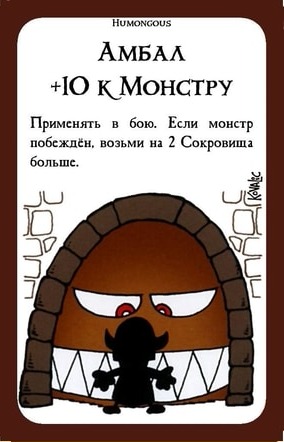 Humongous
Амбал
+10 к Монстру
Применять в бою. Если монстр
побеждён, возьми на 2 Сокровища
больше.
Kovalic